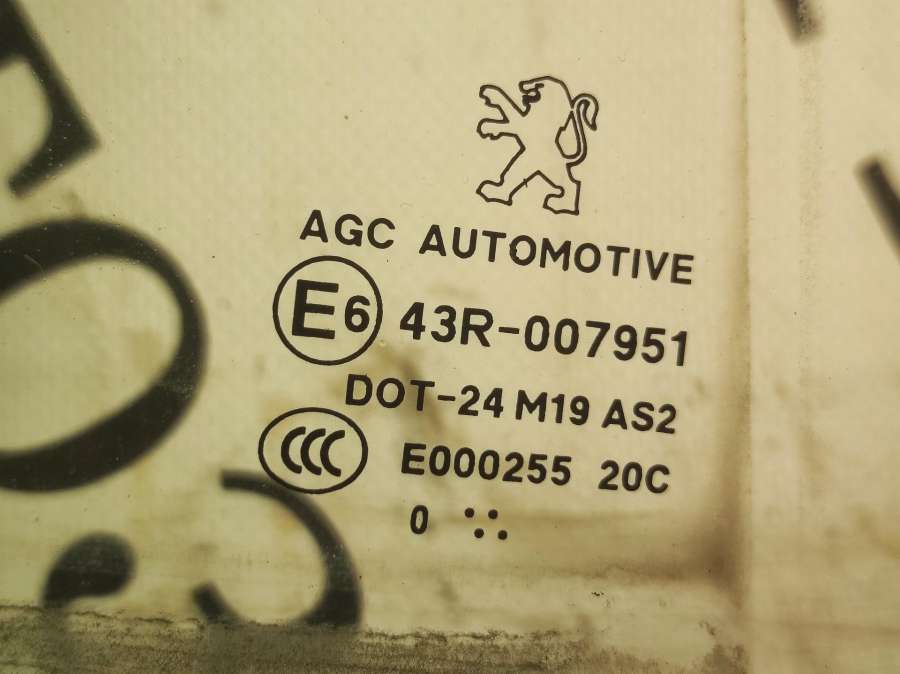 AGC AUTOMOTIVE
E6 43R-007951
DOT-24 M19 AS2
CCC E000255 20C
0